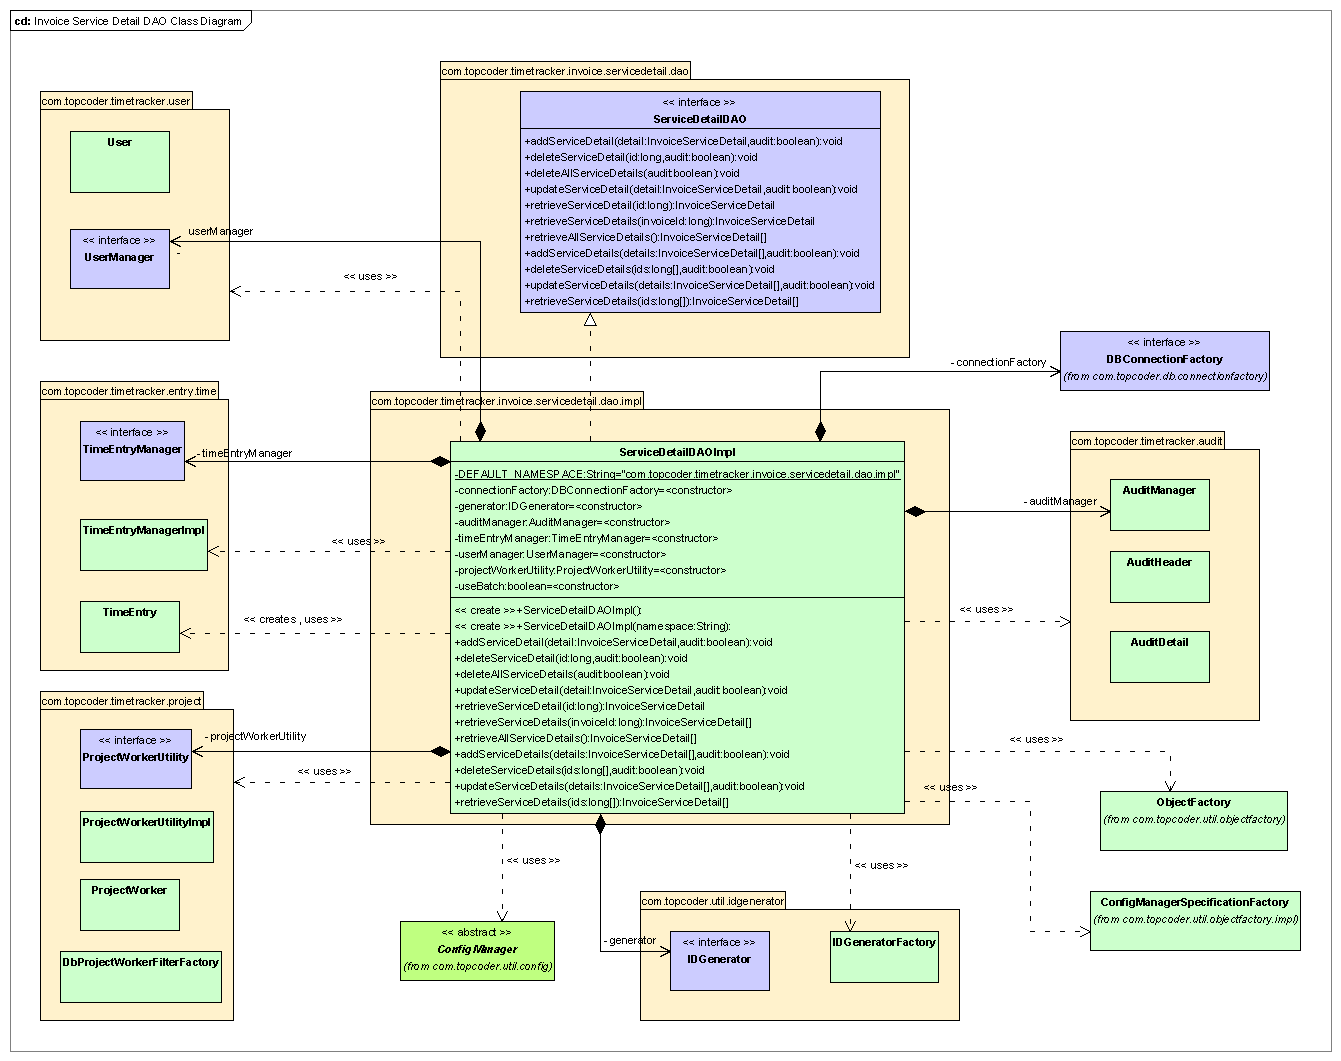 cd: Invoice Service Detail DAO Class Diagram
com.topcoder.timetracker.invoice.servicedetail.dao
<< interface >>
ServiceDetailDAO
+addServiceDetail(detail:InvoiceServiceDetail,audit:boolean):void
+deleteServiceDetail(id:long,audit:boolean):void
+deleteAllServiceDetails(audit:boolean):void
+updateServiceDetail(detail:InvoiceServiceDetail,audit:boolean):void
+retrieveServiceDetail(id:long):InvoiceServiceDetail
+retrieveServiceDetails(invoiceId:long):InvoiceServiceDetail
+retrieveAllServiceDetails():InvoiceServiceDetail[]
+addServiceDetails(details:InvoiceServiceDetail[],audit:boolean):void
+deleteServiceDetails(ids:long[],audit:boolean):void
+updateServiceDetails(details:InvoiceServiceDetail[],audit:boolean):void
+retrieveServiceDetails(ids:long[]):InvoiceServiceDetail[]
com.topcoder.timetracker.user
User
<< interface >>
UserManager
userManager
-
<< uses >>
- connectionFactory
<< interface >>
DBConnectionFactory
(from com.topcoder.db.connectionfactory)
com.topcoder.timetracker.entry.time
<< interface >>
TimeEntryManager
- timeEntryManager
TimeEntryManagerImpl
<< uses >>
TimeEntry
<< creates , uses >>
com.topcoder.timetracker.invoice.servicedetail.dao.impl
ServiceDetailDAOImpl
-DEFAULT_NAMESPACE:String="com.topcoder.timetracker.invoice.servicedetail.dao.impl"
-connectionFactory:DBConnectionFactory=<constructor>
-generator:IDGenerator=<constructor>
-auditManager:AuditManager=<constructor>
-timeEntryManager:TimeEntryManager=<constructor>
-userManager:UserManager=<constructor>
-projectWorkerUtility:ProjectWorkerUtility=<constructor>
-useBatch:boolean=<constructor>
<< create >>+ServiceDetailDAOImpl():
<< create >>+ServiceDetailDAOImpl(namespace:String):
+addServiceDetail(detail:InvoiceServiceDetail,audit:boolean):void
+deleteServiceDetail(id:long,audit:boolean):void
+deleteAllServiceDetails(audit:boolean):void
+updateServiceDetail(detail:InvoiceServiceDetail,audit:boolean):void
+retrieveServiceDetail(id:long):InvoiceServiceDetail
+retrieveServiceDetails(invoiceId:long):InvoiceServiceDetail[]
+retrieveAllServiceDetails():InvoiceServiceDetail[]
+addServiceDetails(details:InvoiceServiceDetail[],audit:boolean):void
+deleteServiceDetails(ids:long[],audit:boolean):void
+updateServiceDetails(details:InvoiceServiceDetail[],audit:boolean):void
+retrieveServiceDetails(ids:long[]):InvoiceServiceDetail[]
com.topcoder.timetracker.audit
- auditManager
AuditManager
AuditHeader
<< uses >>
AuditDetail
com.topcoder.timetracker.project
<< interface >>
ProjectWorkerUtility
- projectWorkerUtility
<< uses >>
ProjectWorkerUtilityImpl
ProjectWorker
DbProjectWorkerFilterFactory
<< uses >>
ObjectFactory
(from com.topcoder.util.objectfactory)
<< uses >>
ConfigManagerSpecificationFactory
(from com.topcoder.util.objectfactory.impl)
<< uses >>
<< abstract >>
ConfigManager
(from com.topcoder.util.config)
<< uses >>
com.topcoder.util.idgenerator
- generator
<< interface >>
IDGenerator
IDGeneratorFactory